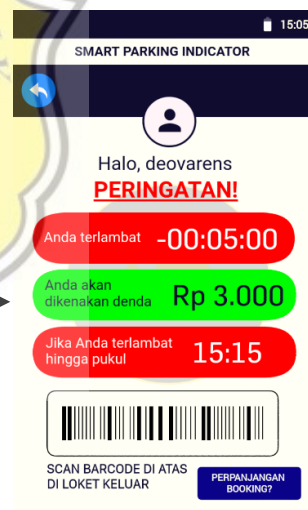 15:05
SMART PARKING INDICATOR
Halo, deovarens
PERINGATAN!
Anda terlambat -00:05:00
Anda akan
dikenakan denda Rp 3.000
Jika Anda terlambat
hingga pukul 15:15
SCAN BARCODE DI ATAS
DI LOKET KELUAR
PERPANJANGAN
BOOKING?